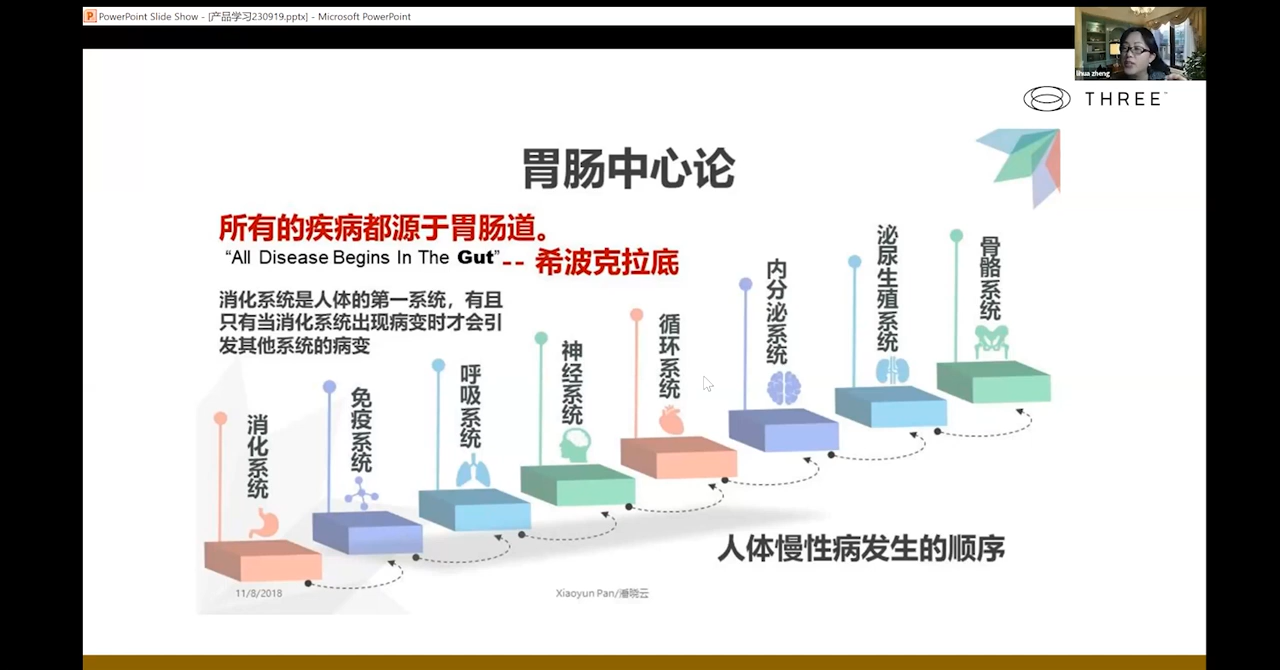 PowerPoint Slide Show - [产品学习230919.pptx] - Microsoft PowerPoint
lihua zheng
THREE
胃肠中心论
所有的疾病都源于胃肠道。
“All Disease Begins In The Gut”-- 希波克拉底
消化系统是人体的第一系统，有且
只有当消化系统出现病变时才会引
发其他系统的病变
消化系统
免疫系统
呼吸系统
神经系统
循环系统
内分泌系统
泌尿生殖系统
骨骼系统
人体慢性病发生的顺序
11/8/2018
Xiaoyun Pan/潘晓云